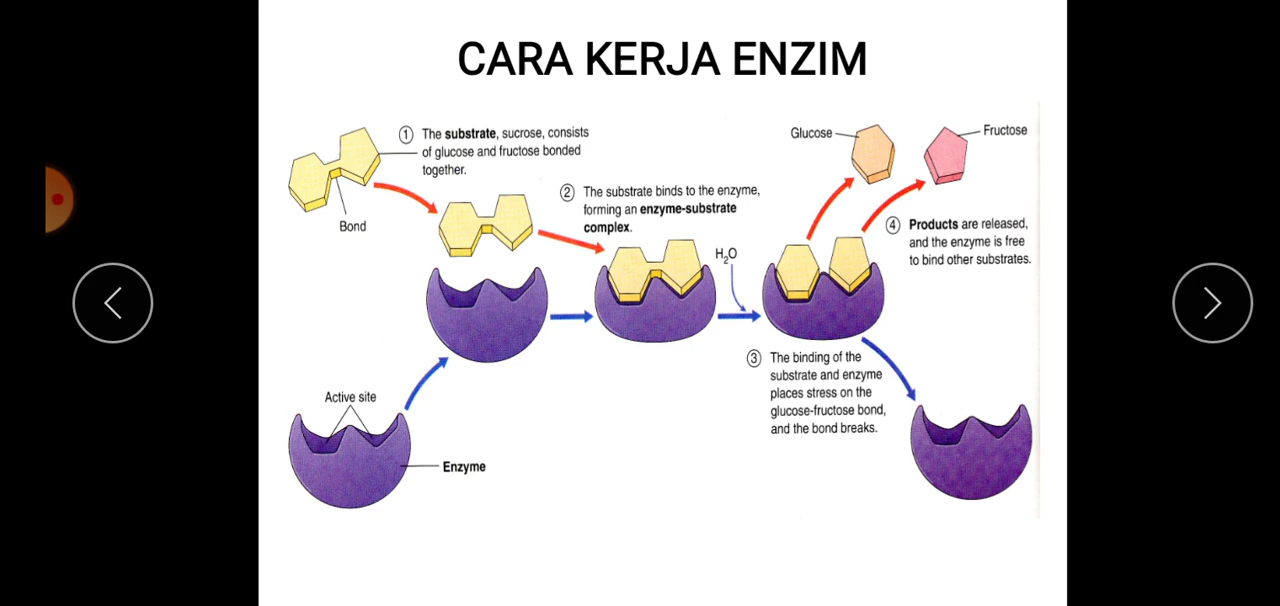 CARA KERJA ENZIM
① The substrate, sucrose, consists
of glucose and fructose bonded
together.
Bond
② The substrate binds to the enzyme,
forming an enzyme-substrate
complex.
H₂O
Glucose
Fructose
④ Products are released,
and the enzyme is free
to bind other substrates.
③ The binding of the
substrate and enzyme
places stress on the
glucose-fructose bond,
and the bond breaks.
Active site
Enzyme